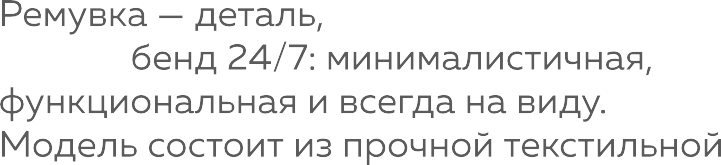 Ремувка — деталь,
бенд 24/7: минималистичная,
функциональная и всегда на виду.
Модель состоит из прочной текстильной